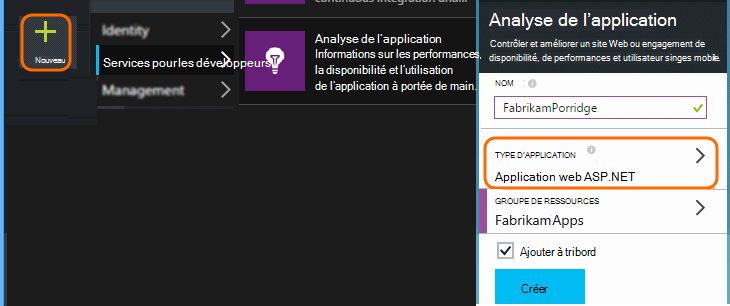 Nouveau
Identity
Services pour les développeurs
Management
continuous integration and
Analyse de l'application
Informations sur les performances,
la disponibilité et l'utilisation
de l'application à portée de main.
Analyse de l'application
Contrôler et améliorer un site Web ou engagement de
disponibilité, de performances et utilisateur singes mobile.
NOM
FabrikamPorridge
TYPE D'APPLICATION
Application web ASP.NET
GROUPE DE RESSOURCES
FabrikamApps
Ajouter à tribord
Créer